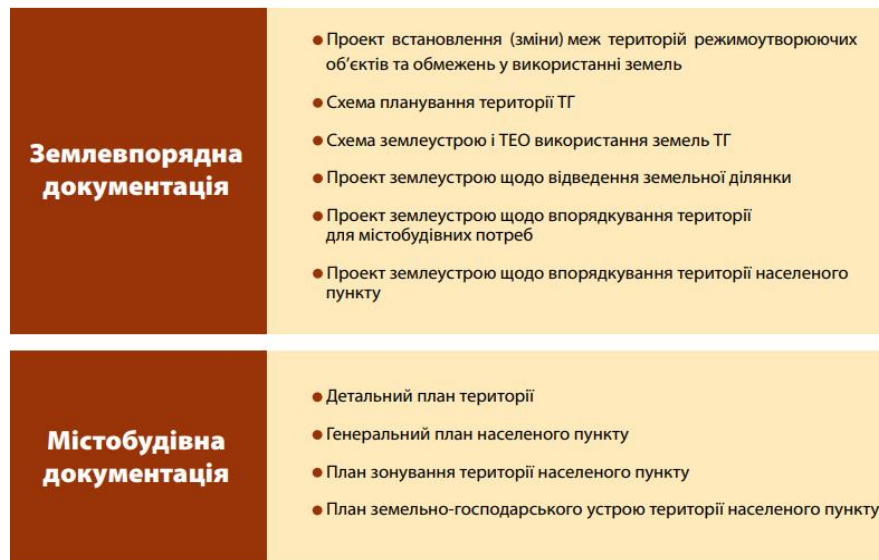 Землевпорядна
документація
● Проект встановлення (зміни) меж територій режимоутворюючих
об’єктів та обмежень у використанні земель
● Схема планування території ТГ
● Схема землеустрою і ТЕО використання земель ТГ
● Проект землеустрою щодо відведення земельної ділянки
● Проект землеустрою щодо впорядкування території
для містобудівних потреб
● Проект землеустрою щодо впорядкування території населеного
пункту
Містобудівна
документація
● Детальний план території
● Генеральний план населеного пункту
● План зонування території населеного пункту
● План земельно-господарського устрою території населеного пункту